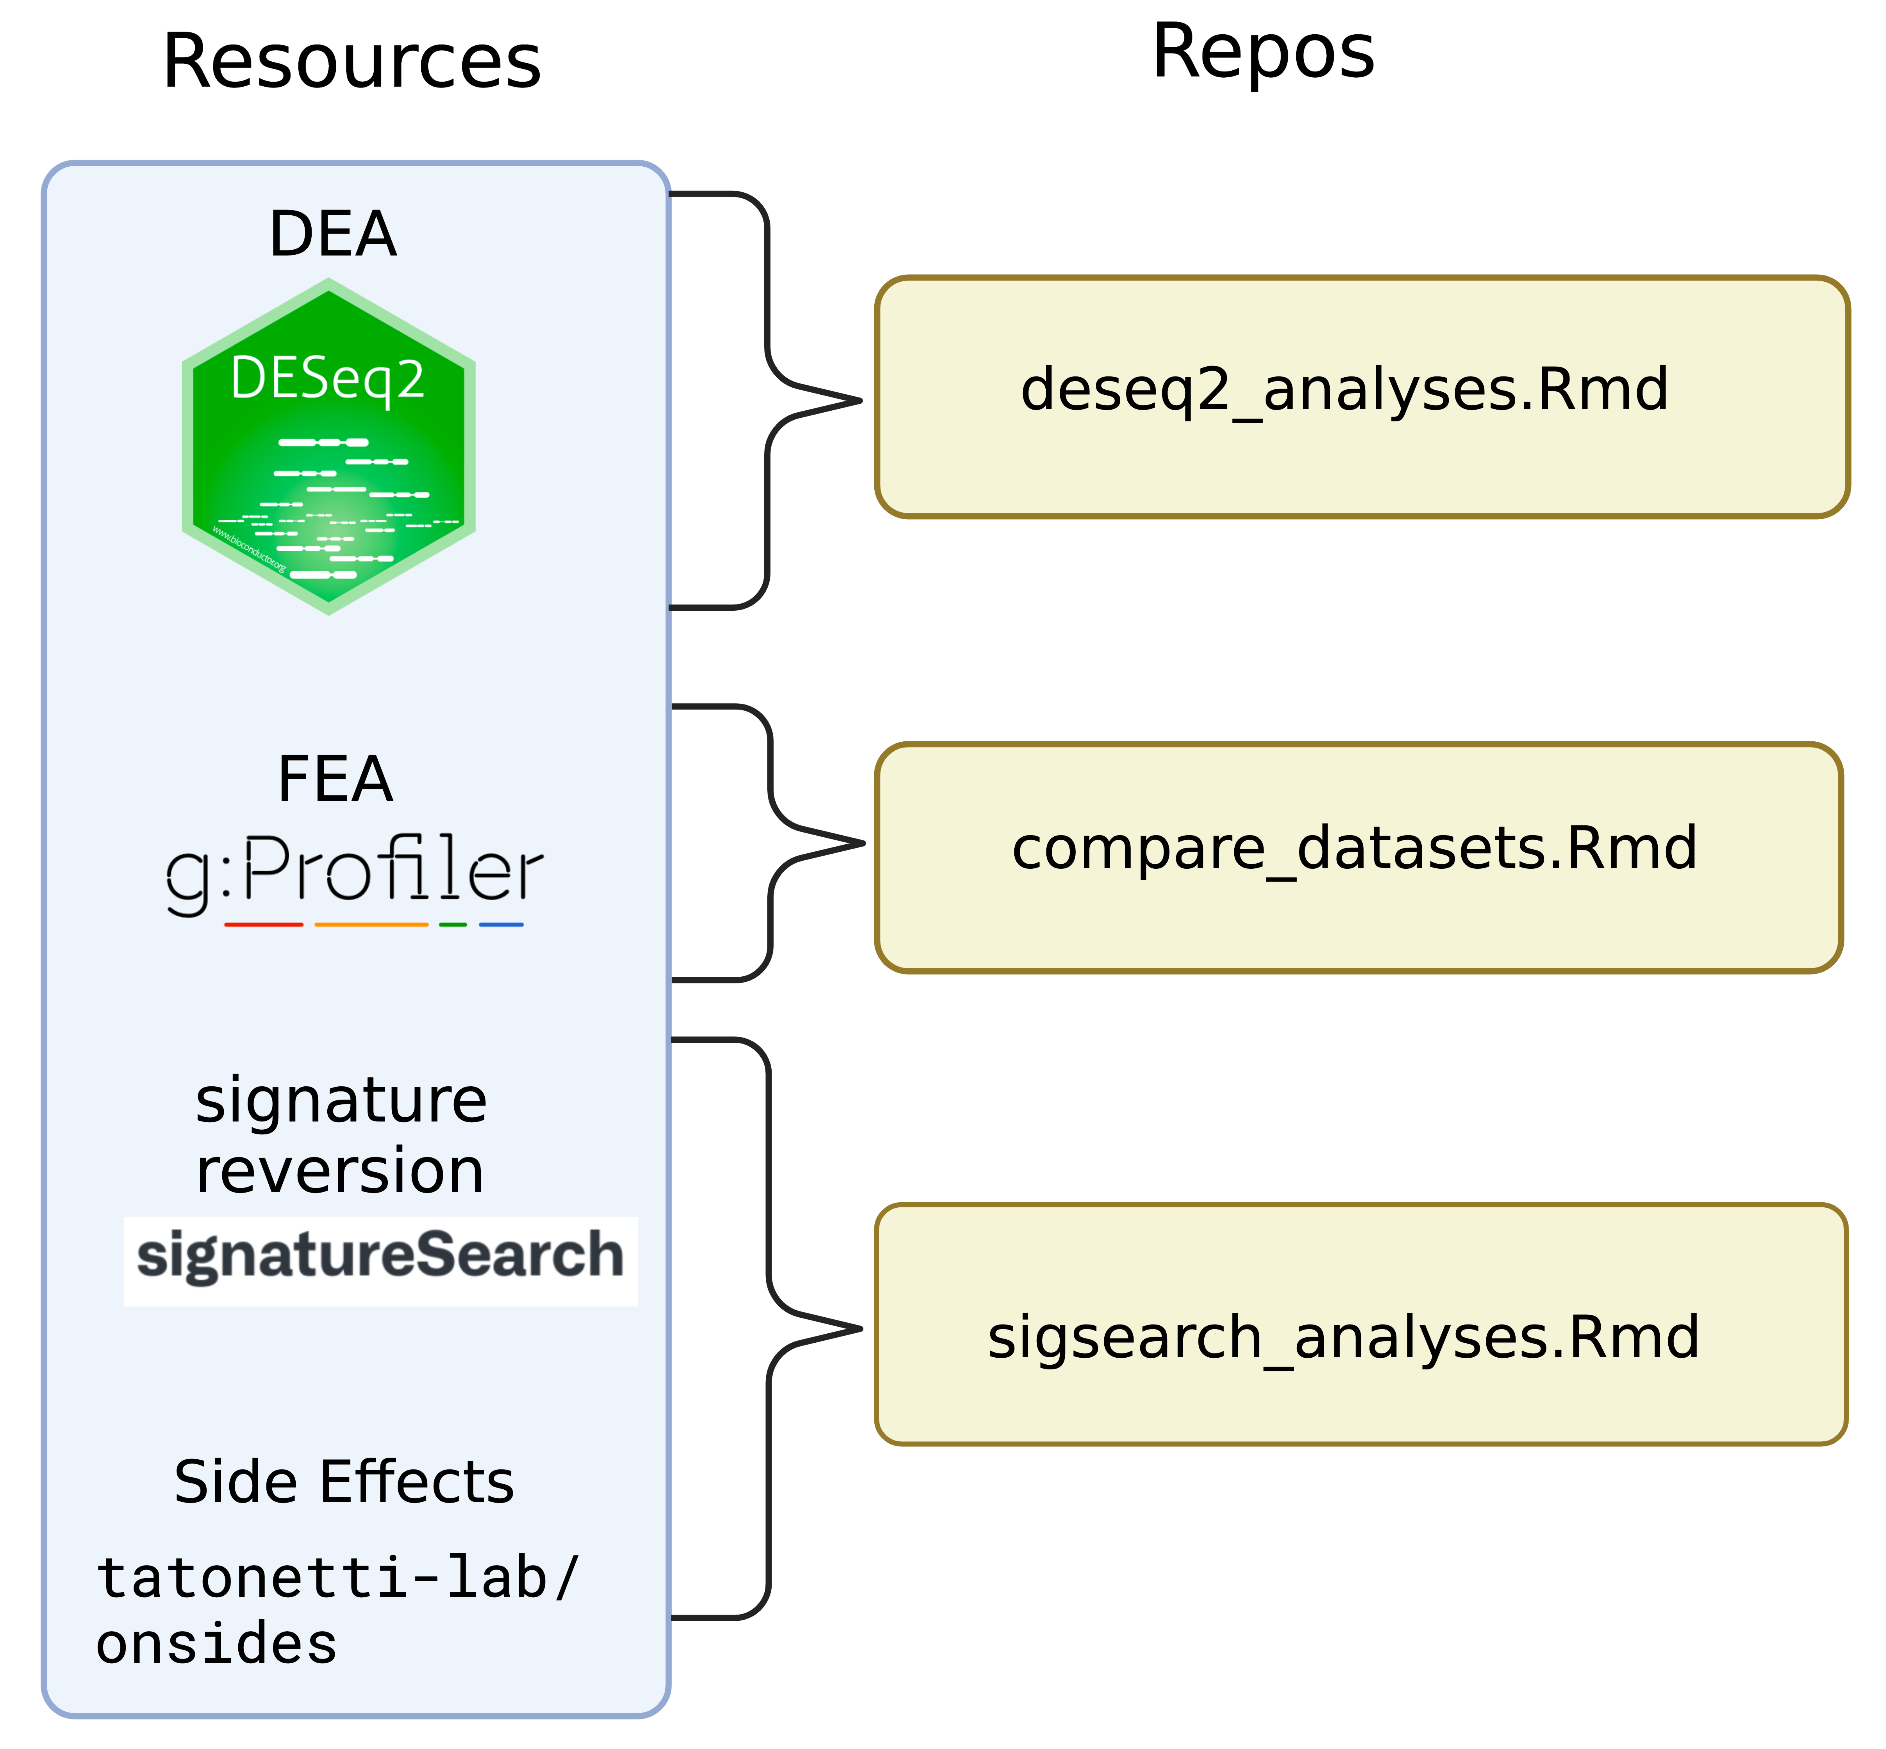 Resources
Repos
DEA
DESeq2
www.bioconductor.org
deseq2_analyses.Rmd
FEA
g:Profiler
compare_datasets.Rmd
signature
reversion
signatureSearch
sigsearch_analyses.Rmd
Side Effects
tatonetti-lab/
onsides